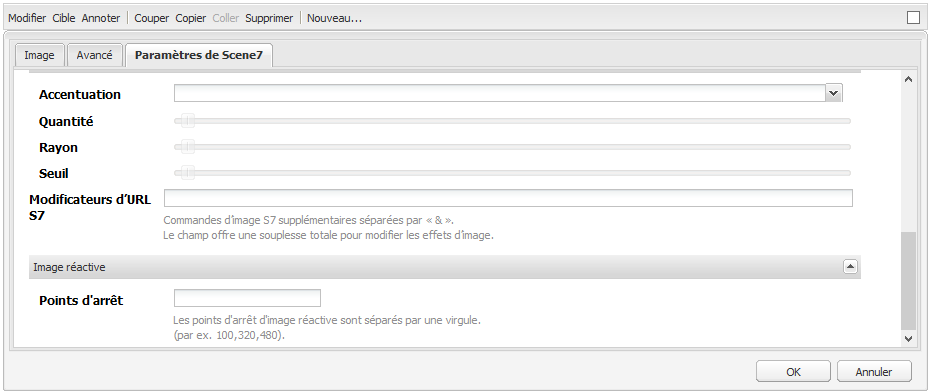 Modifier Cible Annoter Couper Copier Coller Supprimer Nouveau...
Image Avancé Paramètres de Scene7
Accentuation
Quantité
Rayon
Seuil
Modificateurs d’URL
S7
Commandes d’image S7 supplémentaires séparées par « & ».
Le champ offre une souplesse totale pour modifier les effets d’image.
Image réactive
Points d'arrêt
Les points d'arrêt d'image réactive sont séparés par une virgule.
(par ex. 100,320,480).
OK Annuler